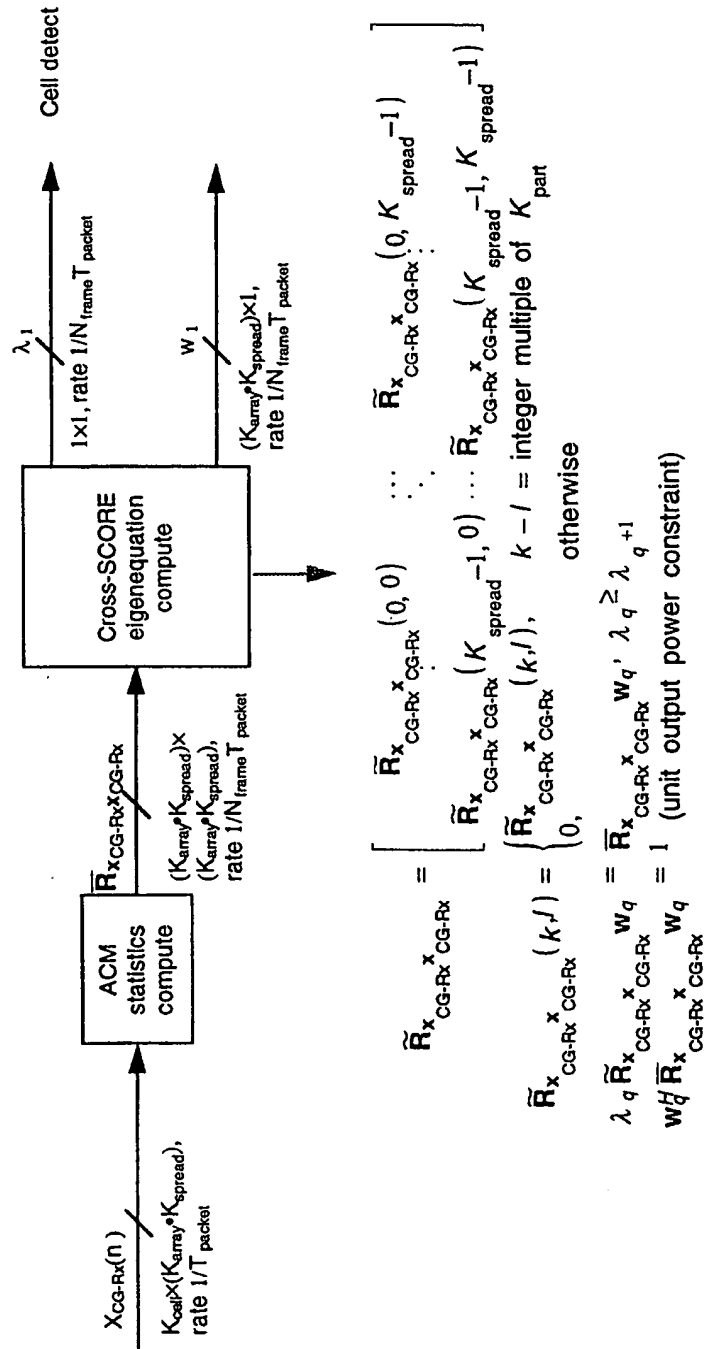 X_CG-Rx(n)
K_cell×(K_array•K_spread),
rate 1/T_packet
ACM
statistics
compute
R̄_x_CG-Rx x_CG-Rx
(K_array•K_spread)×
(K_array•K_spread),
rate 1/N_frame T_packet
Cross-SCORE
eigenequation
compute
λ_1
1×1, rate 1/N_frame T_packet
Cell detect
w_1
(K_array•K_spread)×1,
rate 1/N_frame T_packet
R̃_x_CG-Rx x_CG-Rx = [ R̃_x_CG-Rx x_CG-Rx (0, 0) ⋯ R̃_x_CG-Rx x_CG-Rx (0, K_spread -1)
⋮ ⋱ ⋮
R̃_x_CG-Rx x_CG-Rx (K_spread -1, 0) ⋯ R̃_x_CG-Rx x_CG-Rx (K_spread -1, K_spread -1) ]
R̃_x_CG-Rx x_CG-Rx (k,l) = { R̃_x_CG-Rx x_CG-Rx (k,l), k - l = integer multiple of K_part
0, otherwise
λ_q R̃_x_CG-Rx x_CG-Rx w_q = R̄_x_CG-Rx x_CG-Rx w_q, λ_q ≥ λ_q +1
w_q^H R̄_x_CG-Rx x_CG-Rx w_q = 1 (unit output power constraint)